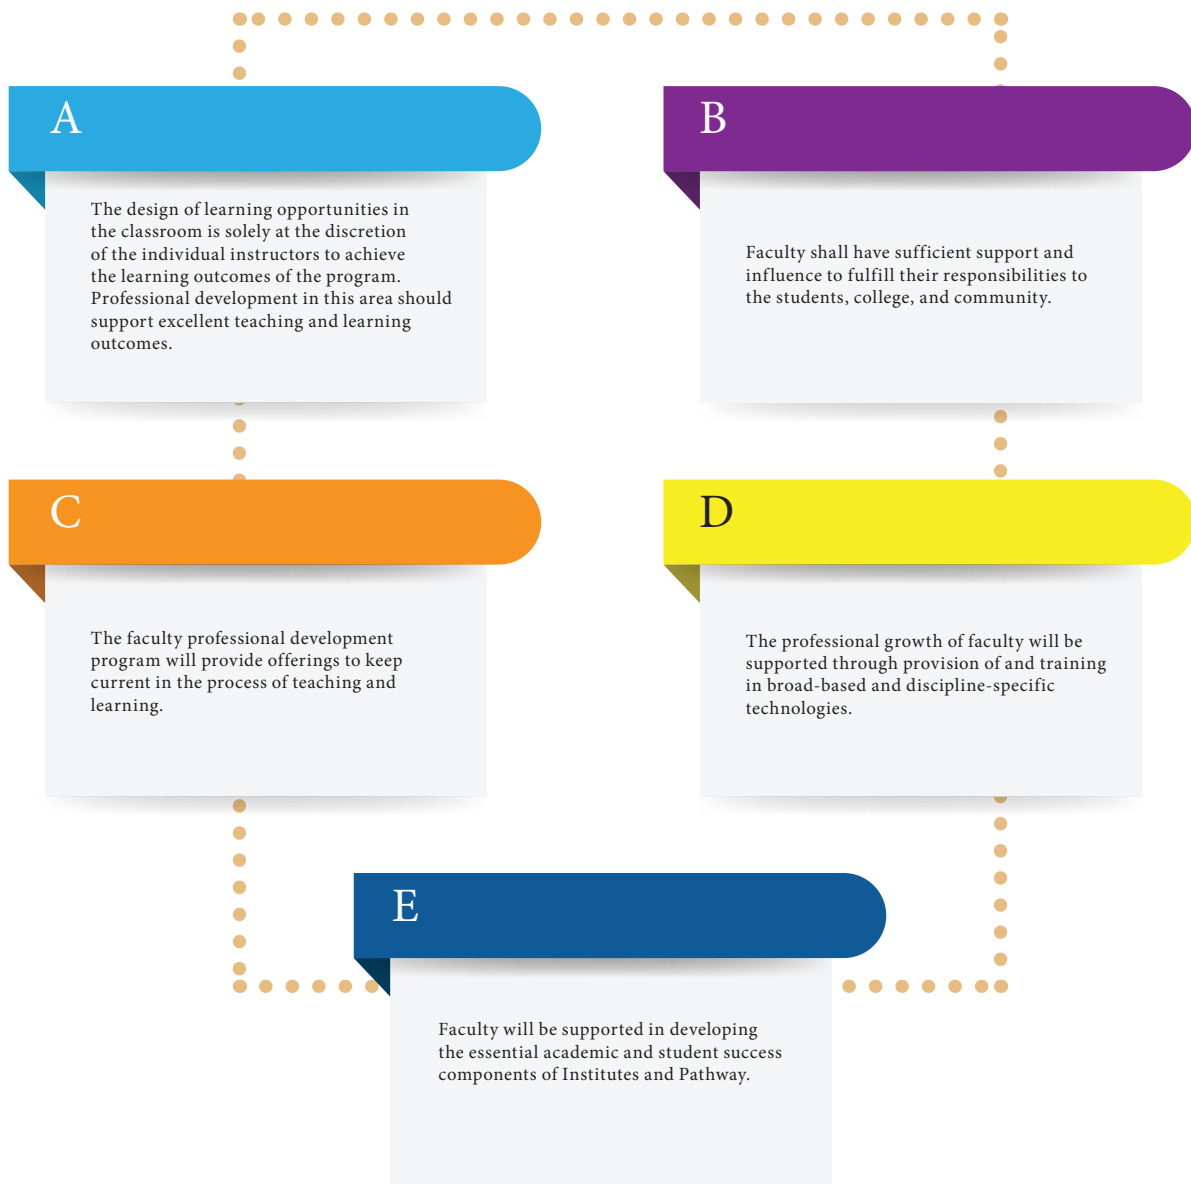 A
The design of learning opportunities in
the classroom is solely at the discretion
of the individual instructors to achieve
the learning outcomes of the program.
Professional development in this area should
support excellent teaching and learning
outcomes.
B
Faculty shall have sufficient support and
influence to fulfill their responsibilities to
the students, college, and community.
C
The faculty professional development
program will provide offerings to keep
current in the process of teaching and
learning.
D
The professional growth of faculty will be
supported through provision of and training
in broad-based and discipline-specific
technologies.
E
Faculty will be supported in developing
the essential academic and student success
components of Institutes and Pathway.